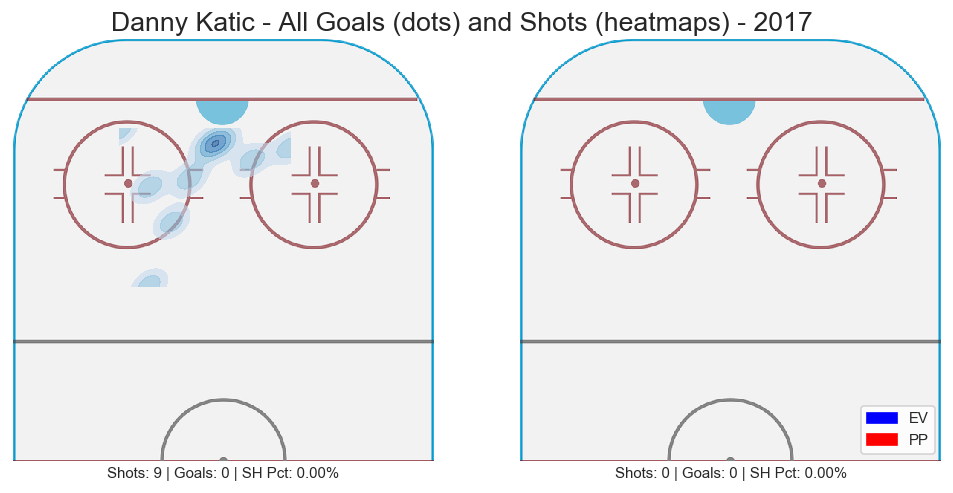 Danny Katic - All Goals (dots) and Shots (heatmaps) - 2017
EV
PP
Shots: 9 | Goals: 0 | SH Pct: 0.00%
Shots: 0 | Goals: 0 | SH Pct: 0.00%